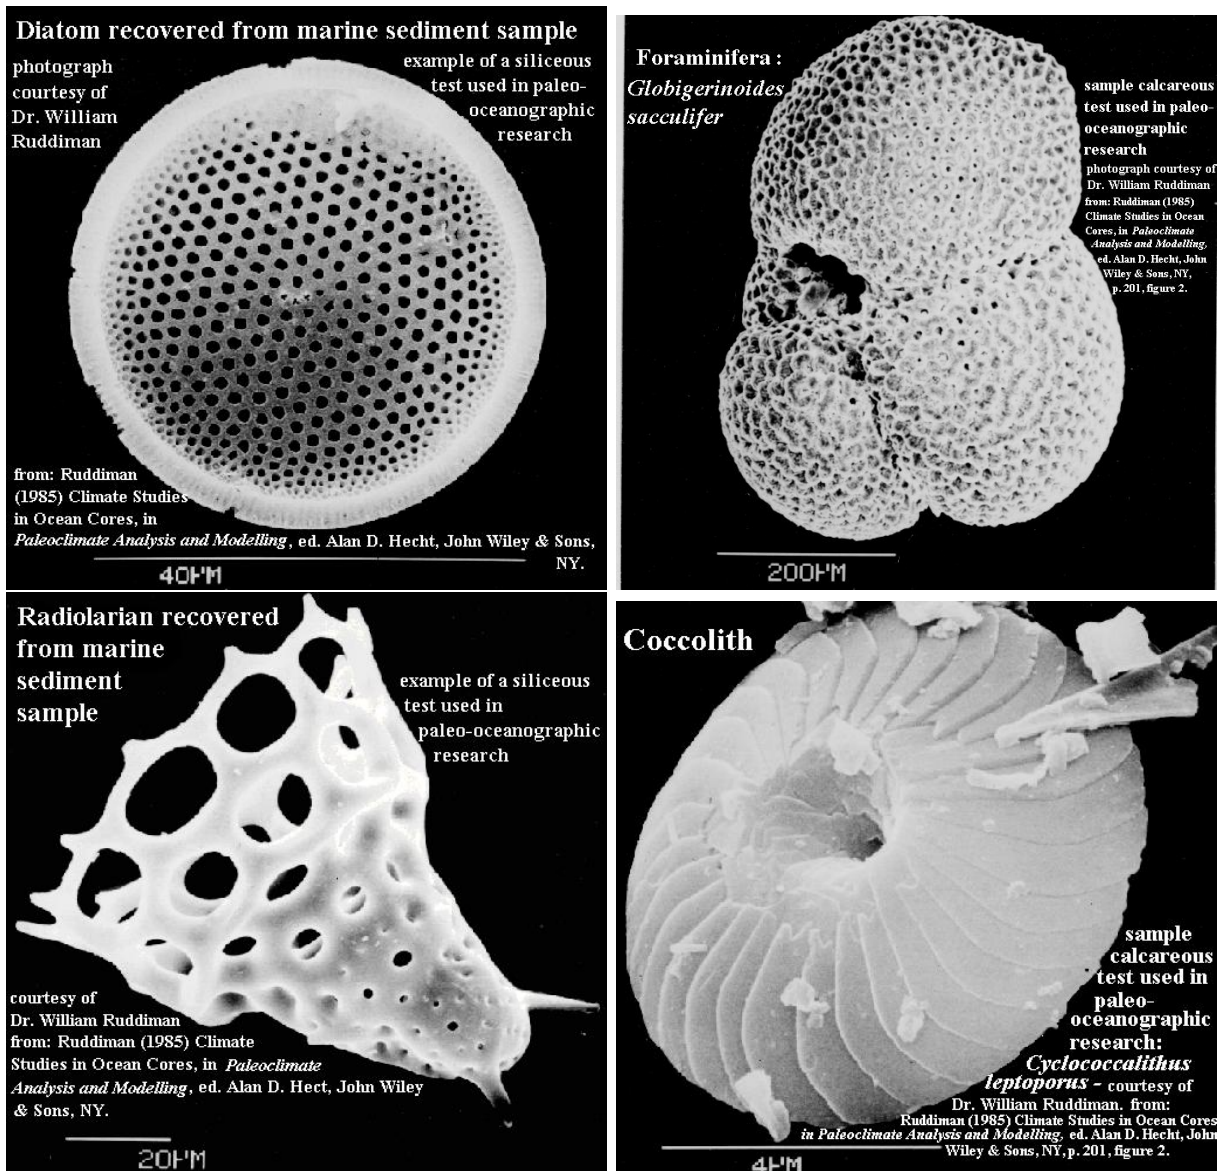 Diatom recovered from marine sediment sample
photograph
courtesy of
Dr. William
Ruddiman
example of a siliceous
test used in paleo-
oceanographic
research
from: Ruddiman
(1985) Climate Studies
in Ocean Cores, in
Paleoclimate Analysis and Modelling, ed. Alan D. Hecht, John Wiley & Sons,
NY.
40µM
Foraminifera :
Globigerinoides
sacculifer
sample calcareous
test used in paleo-
oceanographic
research
photograph courtesy of
Dr. William Ruddiman
from: Ruddiman (1985)
Climate Studies in Ocean
Cores, in Paleoclimate
Analysis and Modelling,
ed. Alan D. Hecht, John
Wiley & Sons, NY,
p. 201, figure 2.
200µM
Radiolarian recovered
from marine
sediment
sample
example of a siliceous
test used in
paleo-oceanographic
research
courtesy of
Dr. William Ruddiman
from: Ruddiman (1985) Climate
Studies in Ocean Cores, in Paleoclimate
Analysis and Modelling, ed. Alan D. Hect, John Wiley
& Sons, NY.
20µM
Coccolith
sample
calcareous
test used in
paleo-
oceanographic
research:
Cyclococcalithus
leptoporus - courtesy of
Dr. William Ruddiman. from:
Ruddiman (1985) Climate Studies in Ocean Cores
in Paleoclimate Analysis and Modelling, ed. Alan D. Hecht, John
Wiley & Sons, NY, p. 201, figure 2.
4µM